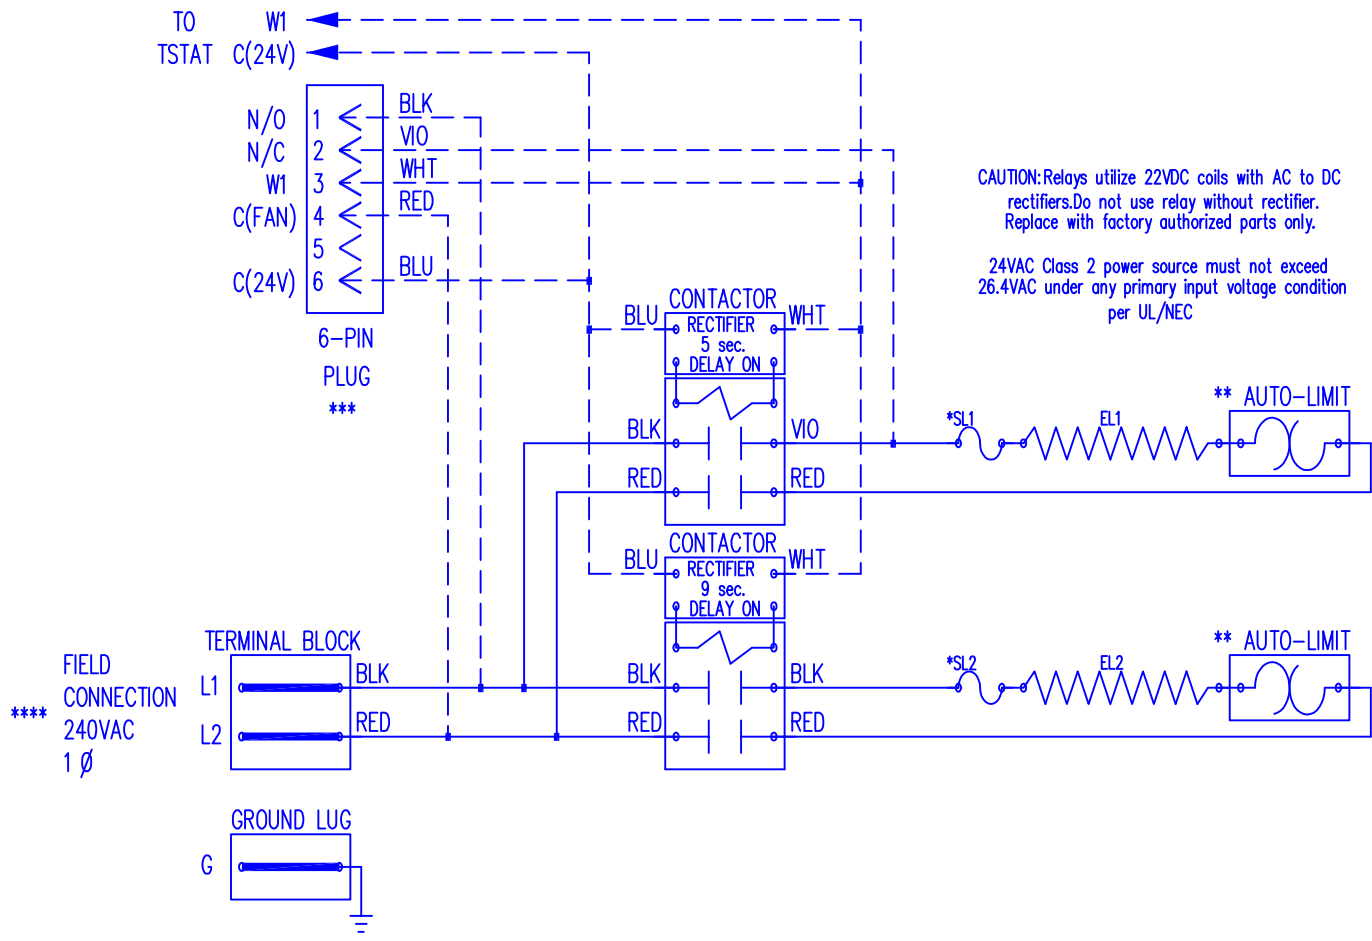 TO W1
TSTAT C(24V)
N/O 1 BLK
N/C 2 VIO
W1 3 WHT
C(FAN) 4 RED
5
C(24V) 6 BLU
6-PIN
PLUG
***
CAUTION: Relays utilize 22VDC coils with AC to DC
rectifiers.Do not use relay without rectifier.
Replace with factory authorized parts only.
24VAC Class 2 power source must not exceed
26.4VAC under any primary input voltage condition
per UL/NEC
CONTACTOR
BLU RECTIFIER WHT
5 sec.
DELAY ON
BLK VIO
RED RED
*SL1 EL1
** AUTO-LIMIT
CONTACTOR
BLU RECTIFIER WHT
9 sec.
DELAY ON
BLK BLK
RED RED
*SL2 EL2
** AUTO-LIMIT
TERMINAL BLOCK
L1 BLK
L2 RED
FIELD
CONNECTION
****
240VAC
1 Ø
GROUND LUG
G